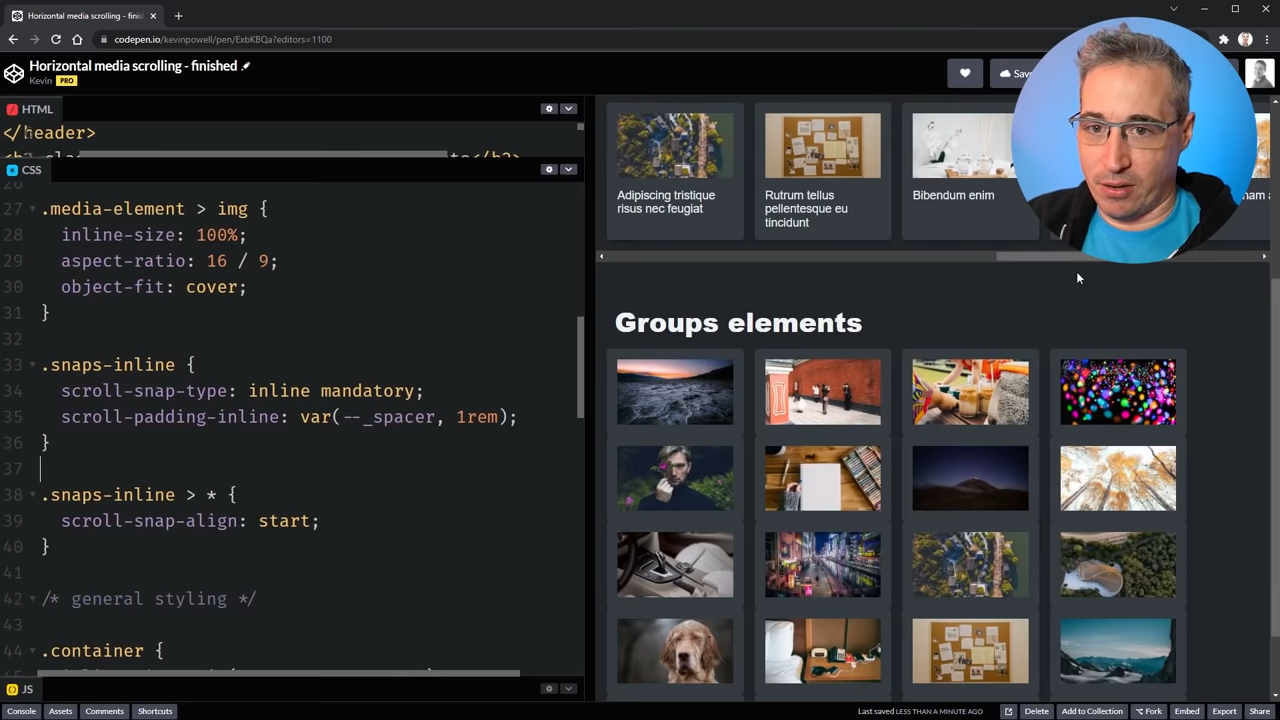 Horizontal media scrolling - finis
codepen.io/kevinpowell/pen/ExbKBQa?editors=1100
Horizontal media scrolling - finished
Kevin PRO
Sav
HTML
</header>
CSS
27 .media-element > img {
28 inline-size: 100%;
29 aspect-ratio: 16 / 9;
30 object-fit: cover;
31 }
32
33 .snaps-inline {
34 scroll-snap-type: inline mandatory;
35 scroll-padding-inline: var(--_spacer, 1rem);
36 }
37
38 .snaps-inline > * {
39 scroll-snap-align: start;
40 }
41
42 /* general styling */
43
44 .container {
JS
Adipiscing tristique
risus nec feugiat
Rutrum tellus
pellentesque eu
tincidunt
Bibendum enim
Groups elements
Console Assets Comments Shortcuts
Last saved LESS THAN A MINUTE AGO
Delete Add to Collection Fork Embed Export Share